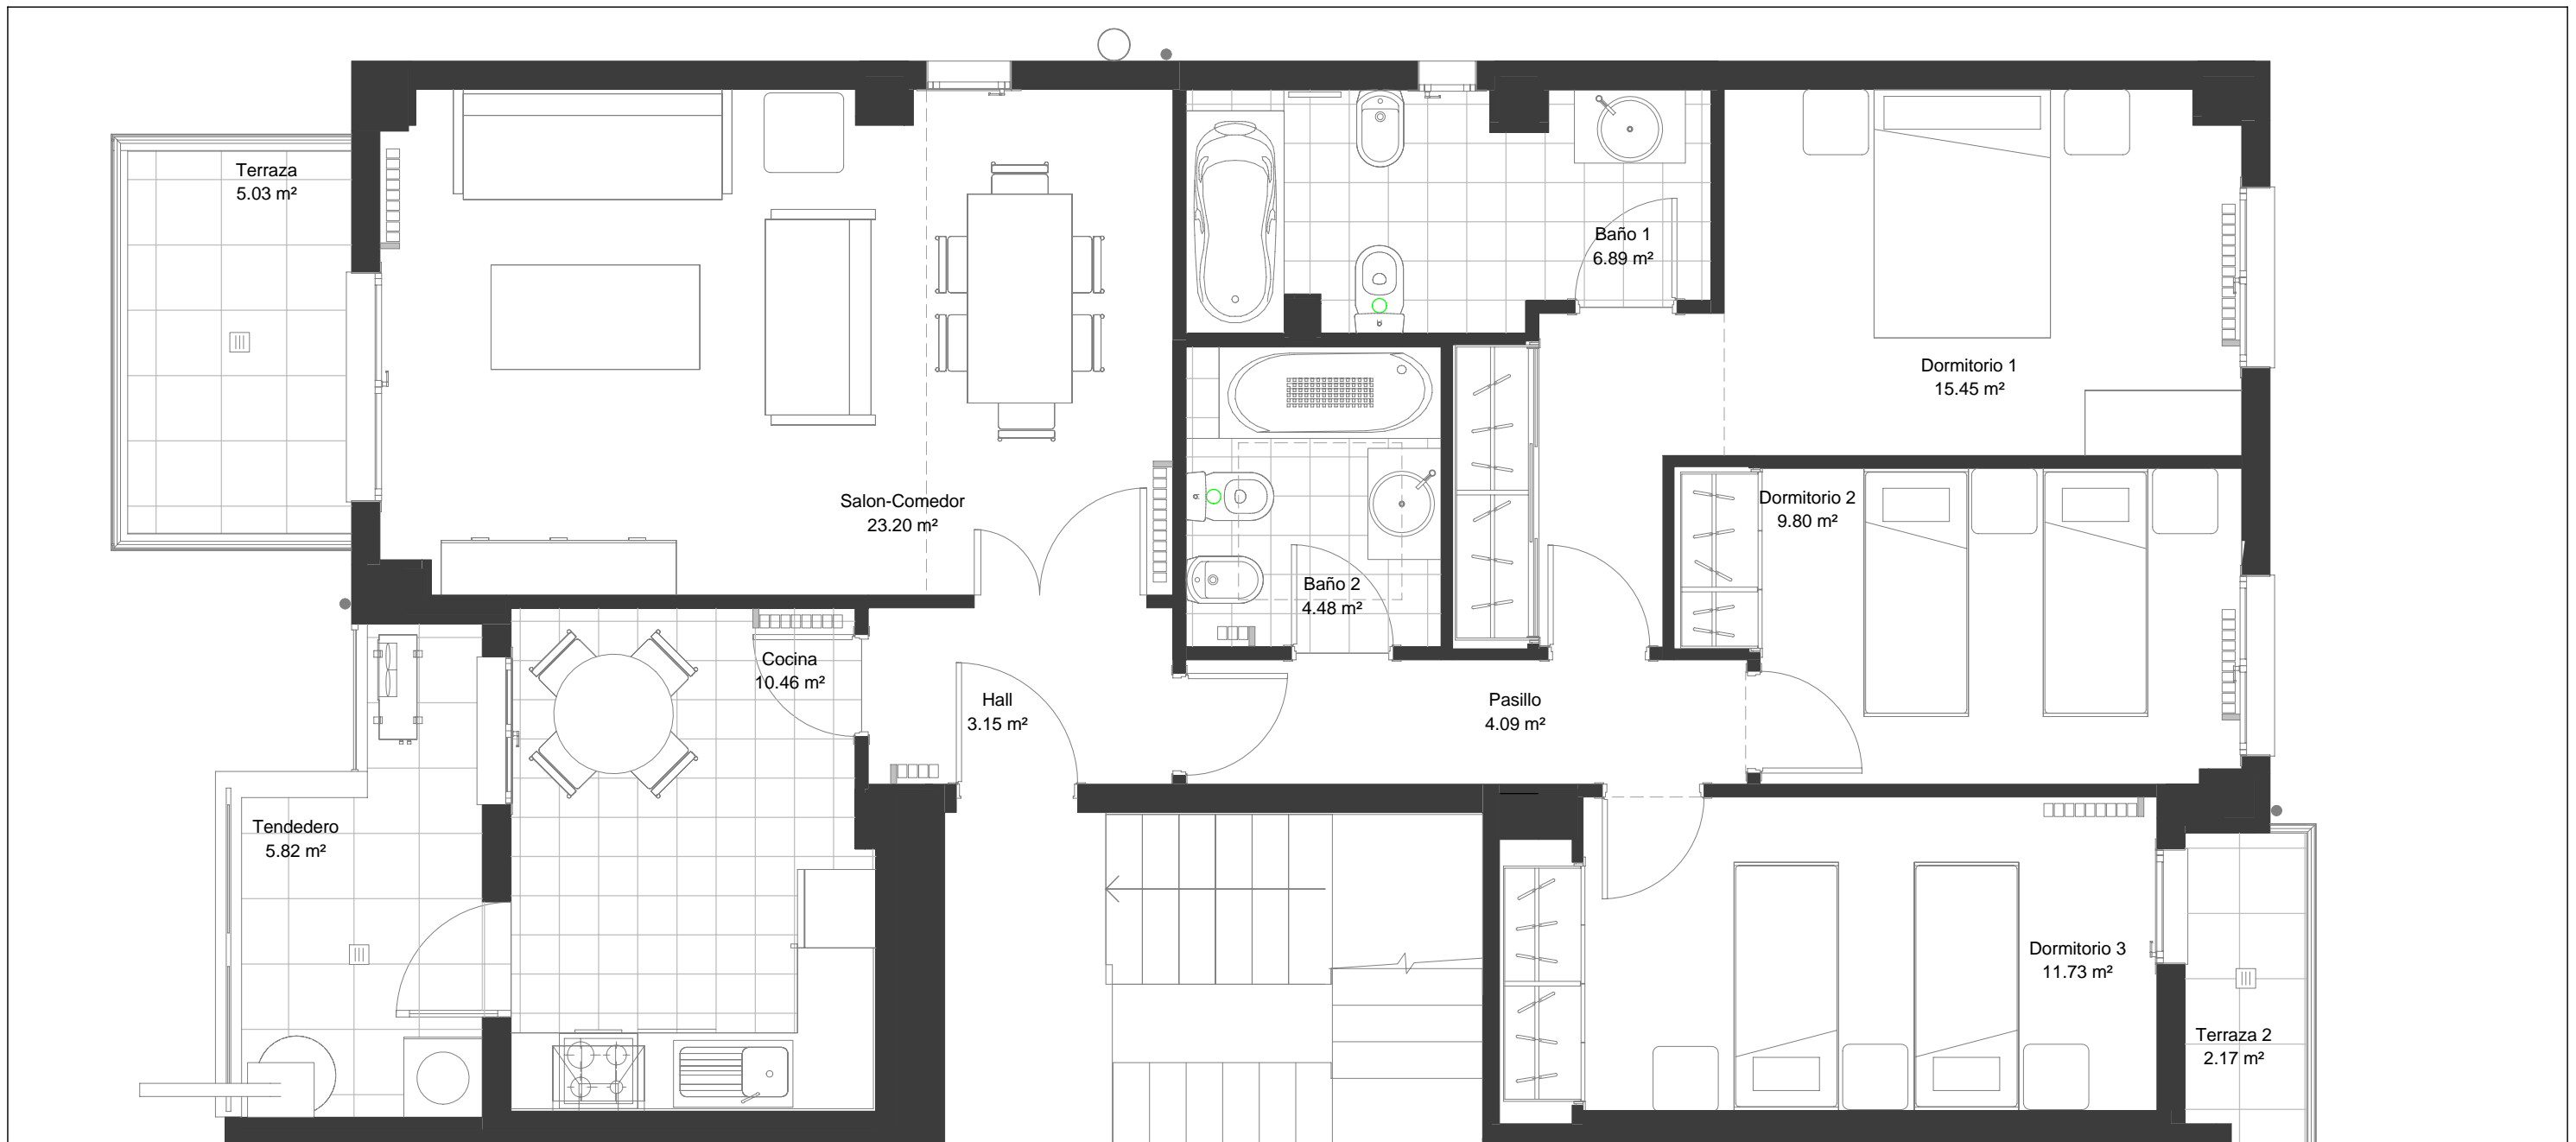 Terraza
5.03 m²
Baño 1
6.89 m²
Dormitorio 1
15.45 m²
Salon-Comedor
23.20 m²
Dormitorio 2
9.80 m²
Baño 2
4.48 m²
Cocina
10.46 m²
Hall
3.15 m²
Pasillo
4.09 m²
Tendedero
5.82 m²
Dormitorio 3
11.73 m²
Terraza 2
2.17 m²